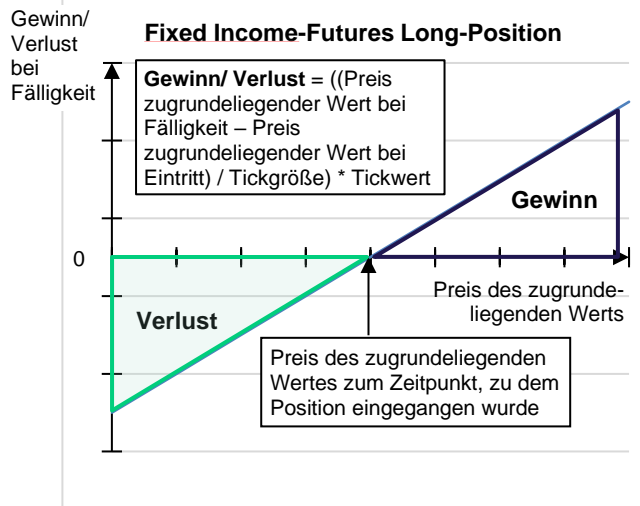 Gewinn/
Verlust
bei
Fälligkeit
Fixed Income-Futures Long-Position
Gewinn/ Verlust = ((Preis
zugrundeliegender Wert bei
Fälligkeit – Preis
zugrundeliegender Wert bei
Eintritt) / Tickgröße) * Tickwert
Gewinn
0
Preis des zugrunde-
liegenden Werts
Verlust
Preis des zugrundeliegenden
Wertes zum Zeitpunkt, zu dem
Position eingegangen wurde